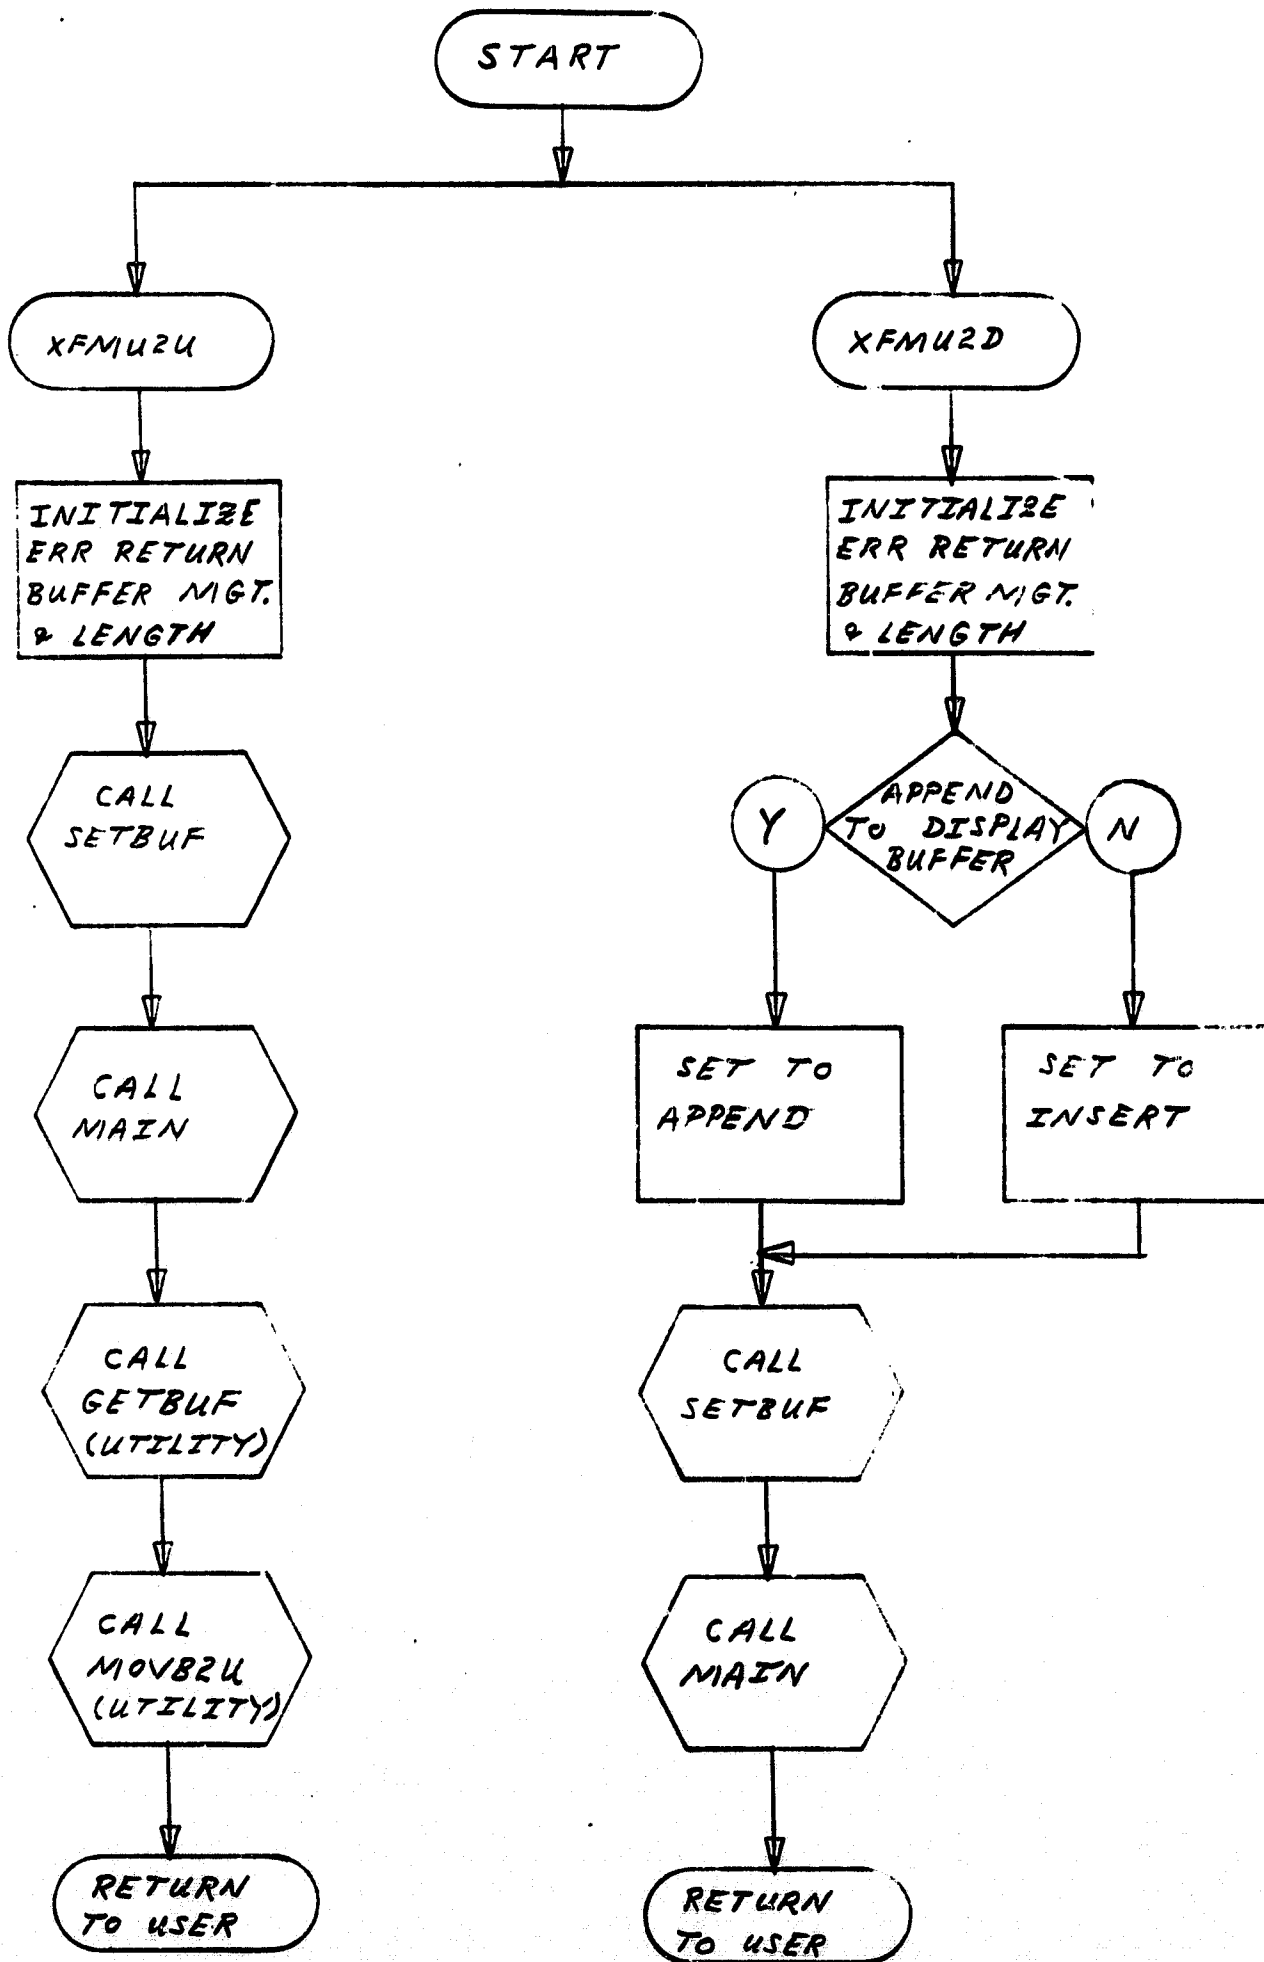 START
XFMU2U
INITIALIZE
ERR RETURN
BUFFER MGT.
& LENGTH
CALL
SETBUF
CALL
MAIN
CALL
GETBUF
(UTILITY)
CALL
MOVB2U
(UTILITY)
RETURN
TO USER
XFMU2D
INITIALIZE
ERR RETURN
BUFFER MGT.
& LENGTH
APPEND
TO DISPLAY
BUFFER
Y
N
SET TO
APPEND
SET TO
INSERT
CALL
SETBUF
CALL
MAIN
RETURN
TO USER